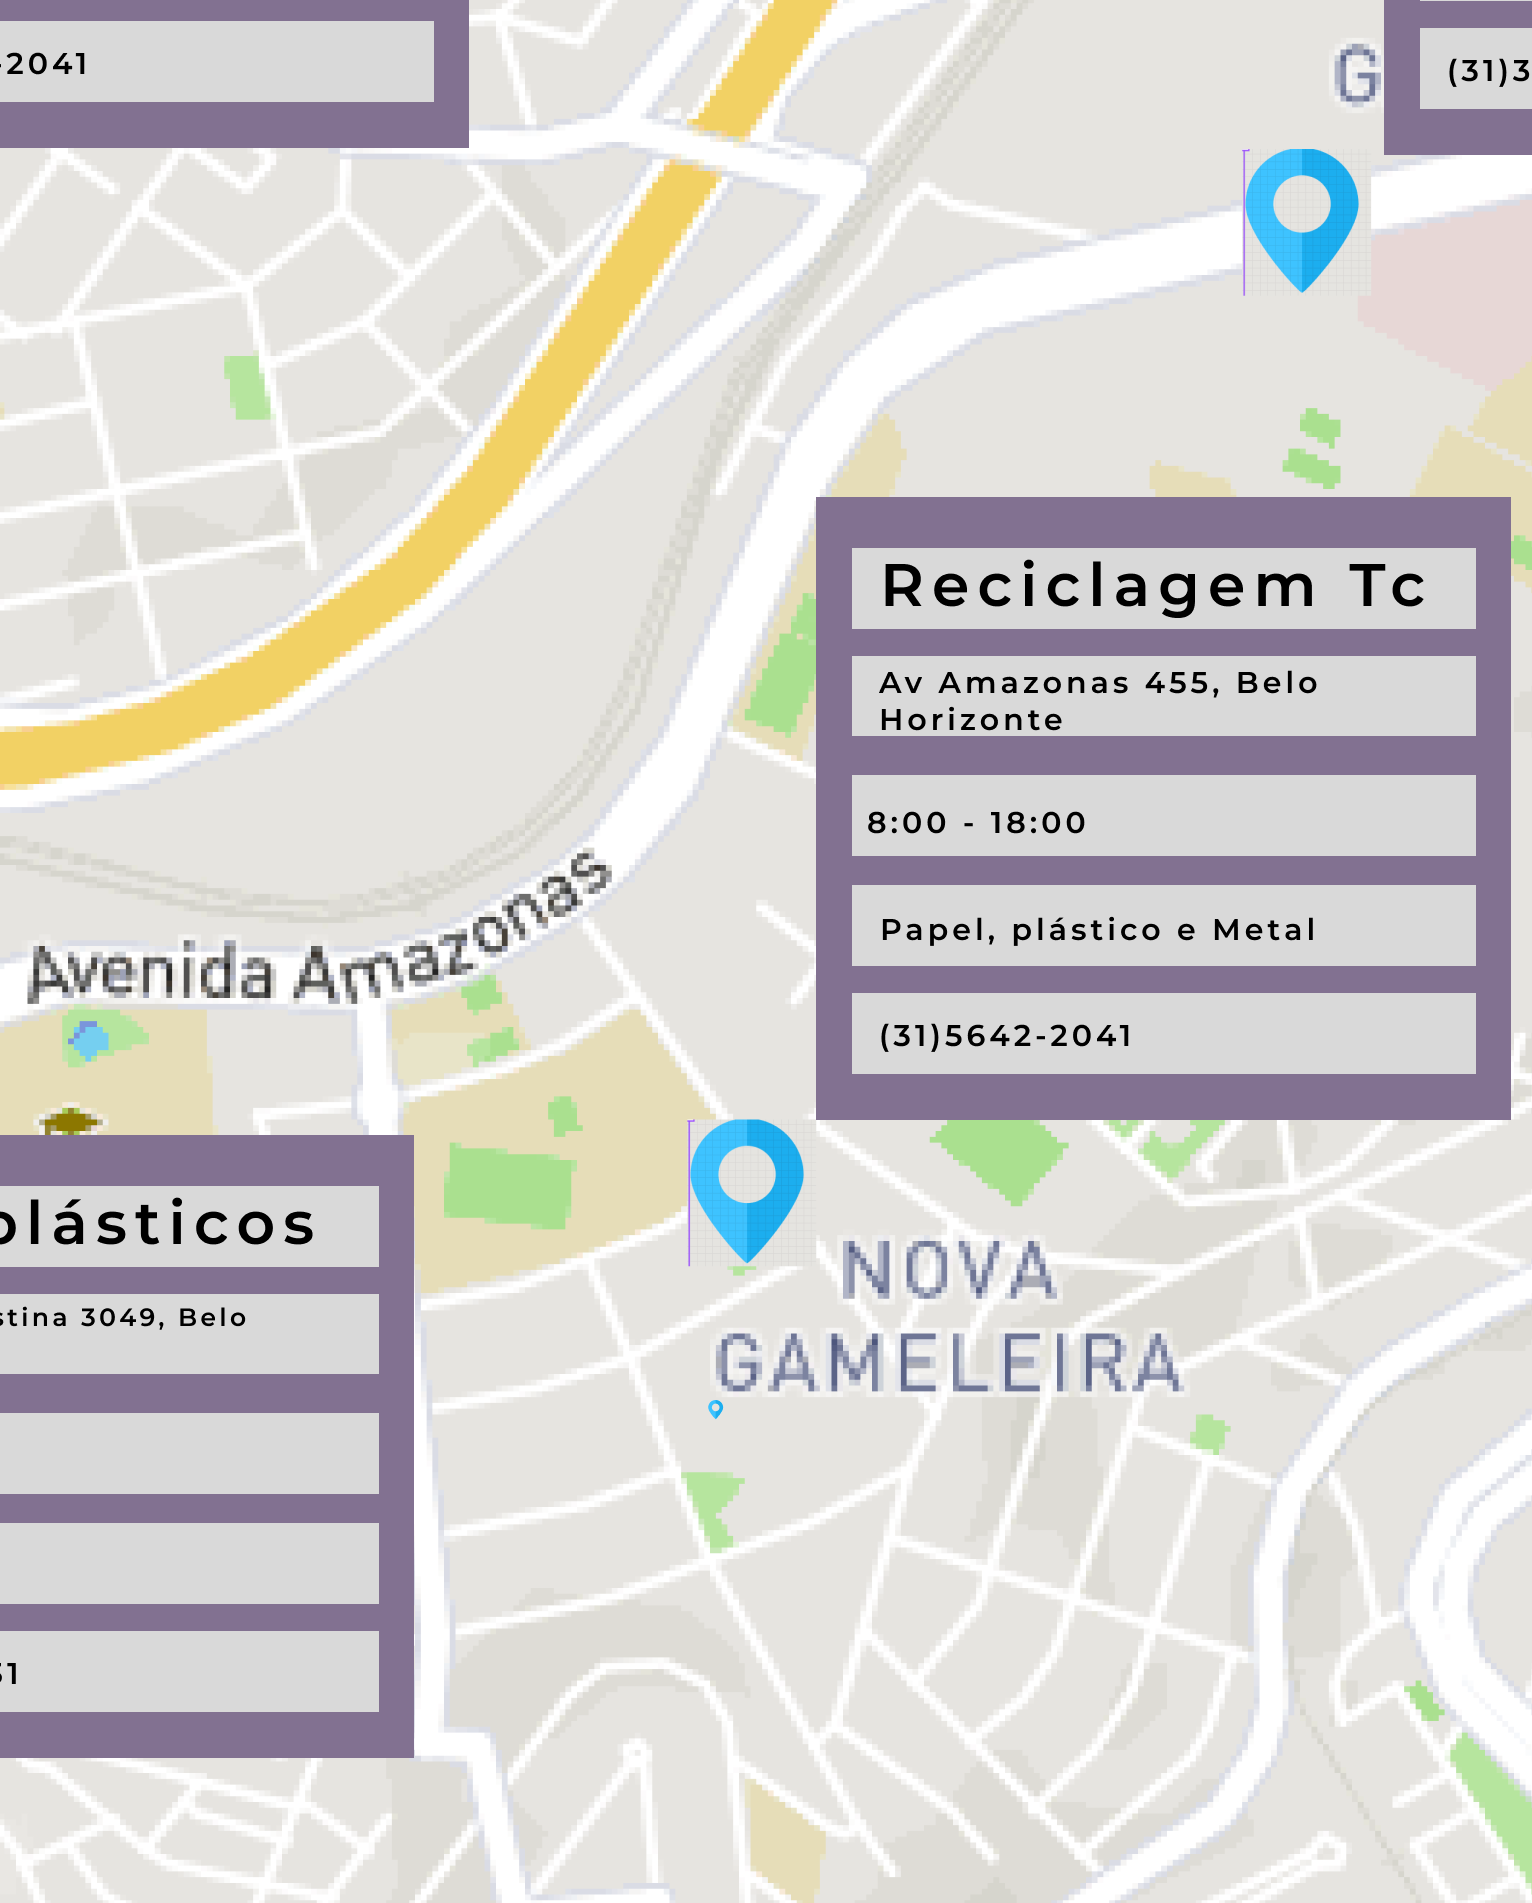 -2041
G
(31)3
Reciclagem Tc
Av Amazonas 455, Belo
Horizonte
8:00 - 18:00
Papel, plástico e Metal
(31)5642-2041
Avenida Amazonas
plásticos
stina 3049, Belo
31
NOVA
GAMELEIRA